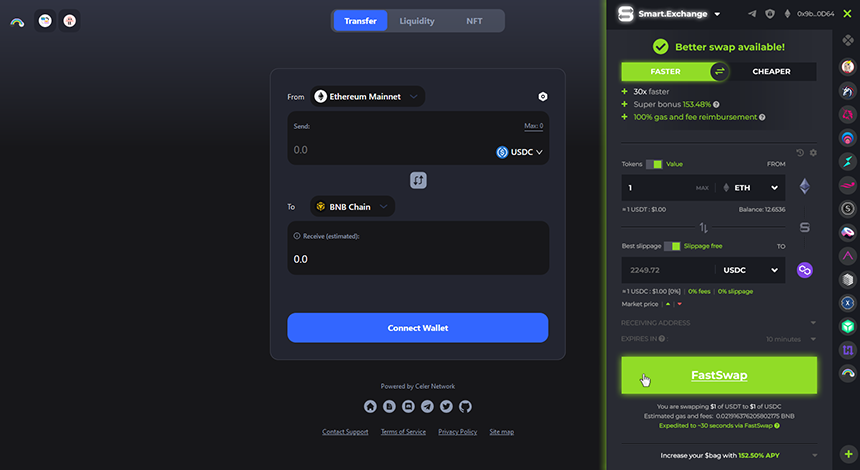 Transfer
Liquidity
NFT
From
Ethereum Mainnet
Send:
Max: 0
0.0
USDC
To
BNB Chain
Receive (estimated):
0.0
Connect Wallet
Powered by Celer Network
Contact Support
Terms of Service
Privacy Policy
Site map
Smart.Exchange
0x9b...0D64
Better swap available!
FASTER
CHEAPER
+ 30x faster
+ Super bonus 153.48%
+ 100% gas and fee reimbursement
Tokens
Value
FROM
1
MAX
ETH
≈ 1 USDT : $1.00
Balance: 12.6536
Best slippage
Slippage free
TO
2249.72
USDC
≈ 1 USDC : $1.00 [0%] | 0% fees | 0% slippage
Market price
RECEIVING ADDRESS
EXPIRES IN
10 minutes
FastSwap
You are swapping $1 of USDT to $1 of USDC
Estimated gas and fees: 0.021916376205802175 BNB
Expedited to ~30 seconds via FastSwap
Increase your $bag with 152.50% APY